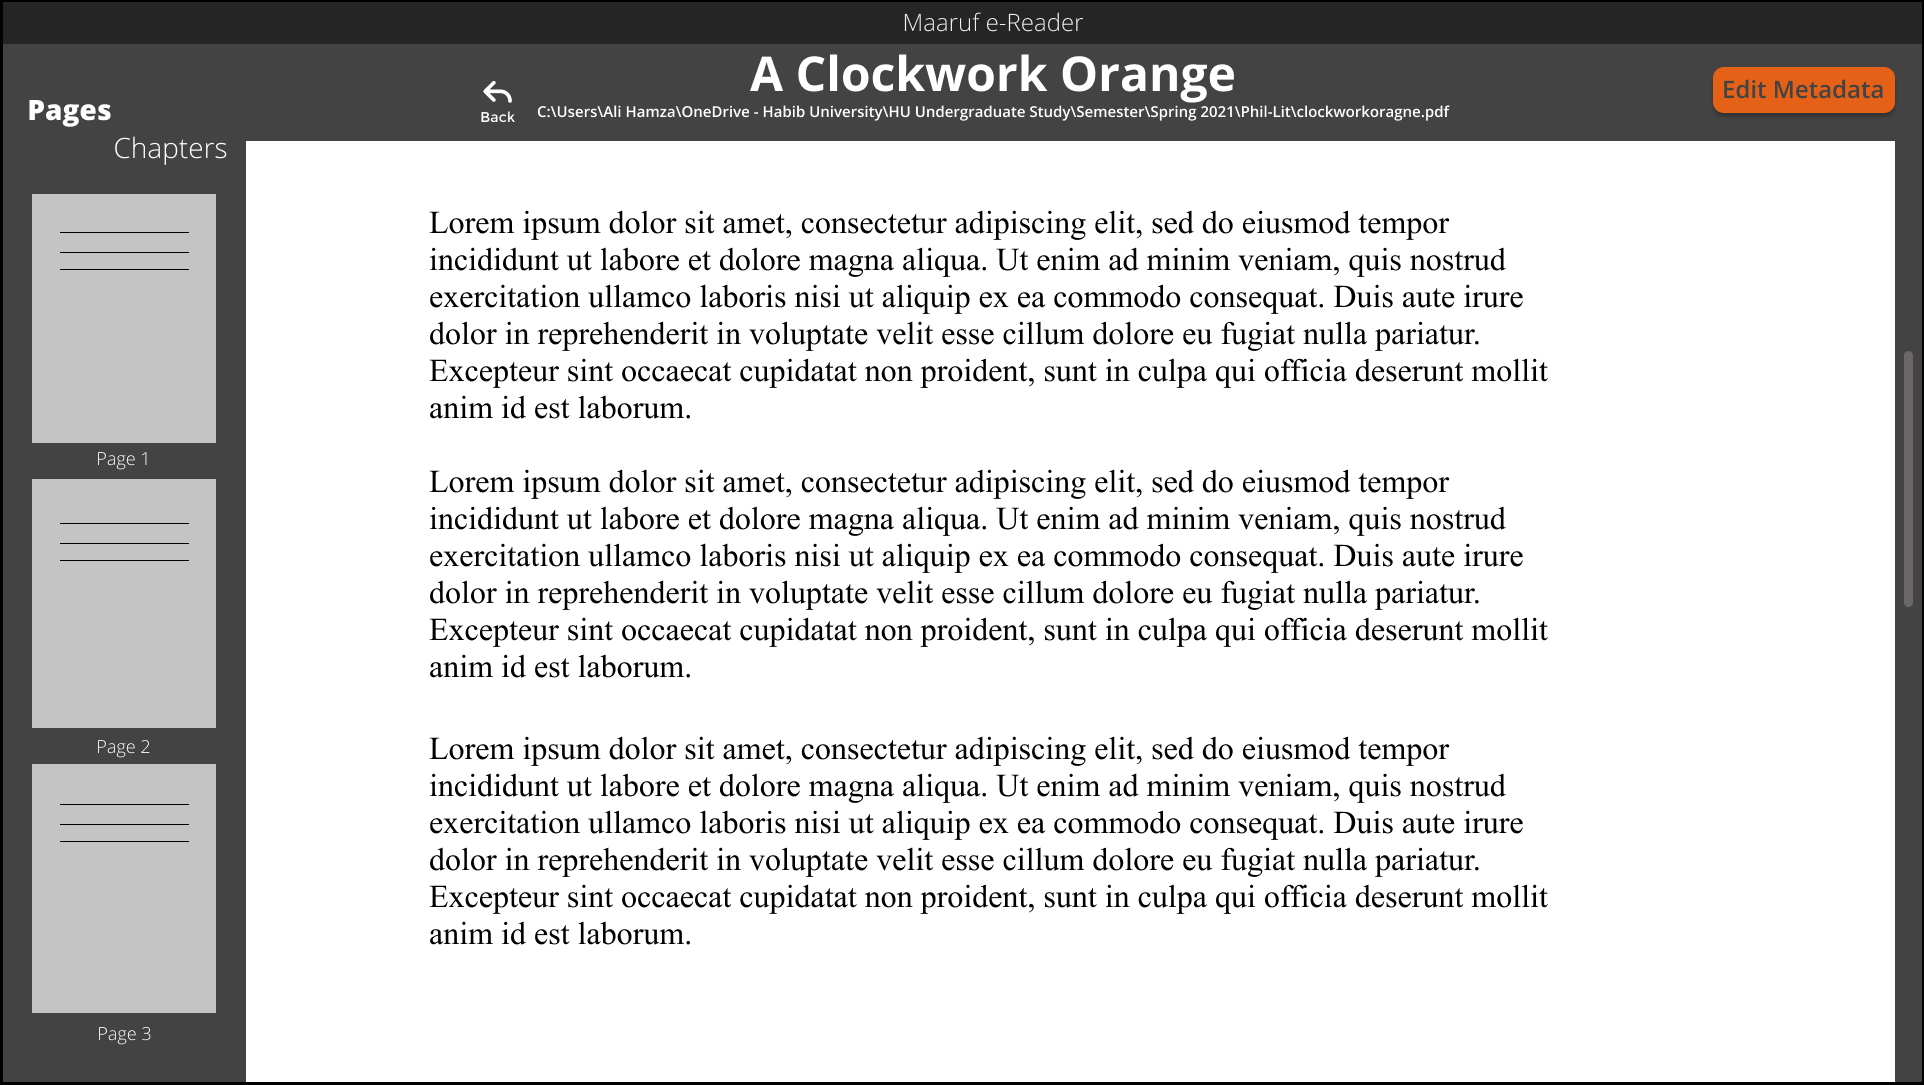 Maaruf e-Reader
A Clockwork Orange
Back
C:\Users\Ali Hamza\OneDrive - Habib University\HU Undergraduate Study\Semester\Spring 2021\Phil-Lit\clockworkoragne.pdf
Edit Metadata
Pages
Chapters
Page 1
Page 2
Page 3
Lorem ipsum dolor sit amet, consectetur adipiscing elit, sed do eiusmod tempor
incididunt ut labore et dolore magna aliqua. Ut enim ad minim veniam, quis nostrud
exercitation ullamco laboris nisi ut aliquip ex ea commodo consequat. Duis aute irure
dolor in reprehenderit in voluptate velit esse cillum dolore eu fugiat nulla pariatur.
Excepteur sint occaecat cupidatat non proident, sunt in culpa qui officia deserunt mollit
anim id est laborum.
Lorem ipsum dolor sit amet, consectetur adipiscing elit, sed do eiusmod tempor
incididunt ut labore et dolore magna aliqua. Ut enim ad minim veniam, quis nostrud
exercitation ullamco laboris nisi ut aliquip ex ea commodo consequat. Duis aute irure
dolor in reprehenderit in voluptate velit esse cillum dolore eu fugiat nulla pariatur.
Excepteur sint occaecat cupidatat non proident, sunt in culpa qui officia deserunt mollit
anim id est laborum.
Lorem ipsum dolor sit amet, consectetur adipiscing elit, sed do eiusmod tempor
incididunt ut labore et dolore magna aliqua. Ut enim ad minim veniam, quis nostrud
exercitation ullamco laboris nisi ut aliquip ex ea commodo consequat. Duis aute irure
dolor in reprehenderit in voluptate velit esse cillum dolore eu fugiat nulla pariatur.
Excepteur sint occaecat cupidatat non proident, sunt in culpa qui officia deserunt mollit
anim id est laborum.